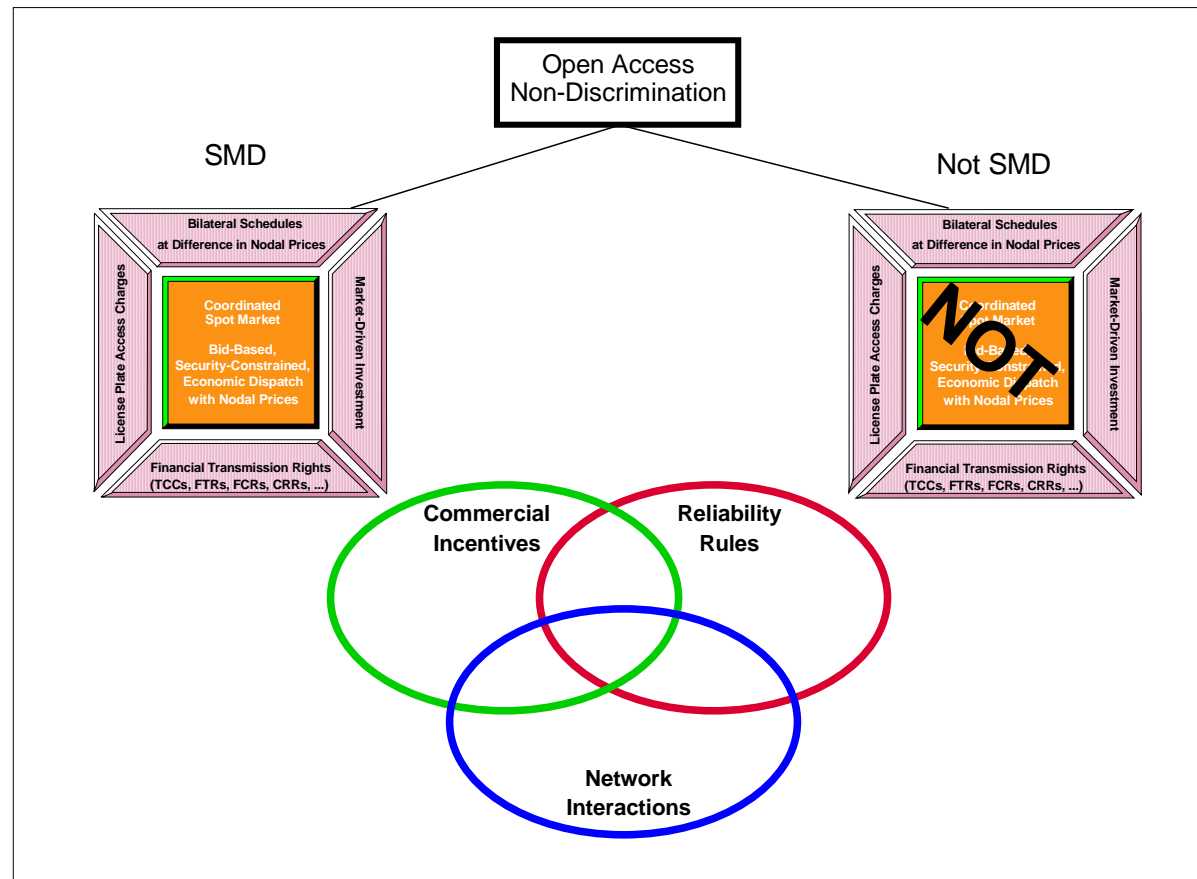 Open Access
Non-Discrimination
SMD
Not SMD
Bilateral Schedules
at Difference in Nodal Prices
License Plate Access Charges
Coordinated
Spot Market
Bid-Based,
Security-Constrained,
Economic Dispatch
with Nodal Prices
Market-Driven Investment
Financial Transmission Rights
(TCCs, FTRs, FCRs, CRRs, ...)
Bilateral Schedules
at Difference in Nodal Prices
License Plate Access Charges
Coordinated
Spot Market
Bid-Based,
Security-Constrained,
Economic Dispatch
with Nodal Prices
NOT
Market-Driven Investment
Financial Transmission Rights
(TCCs, FTRs, FCRs, CRRs, ...)
Commercial
Incentives
Reliability
Rules
Network
Interactions